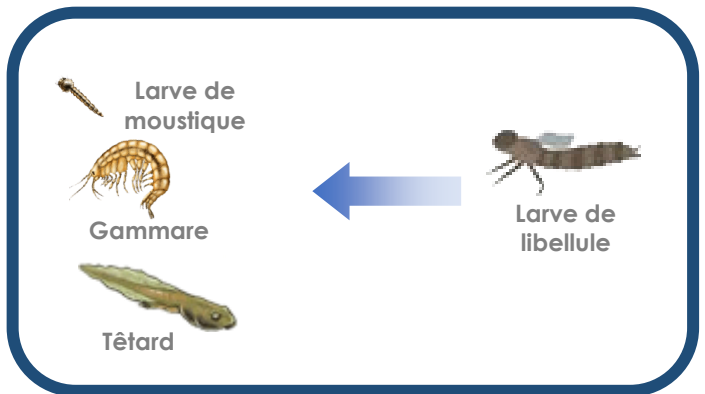 Larve de
moustique
Gammare
Têtard
Larve de
libellule